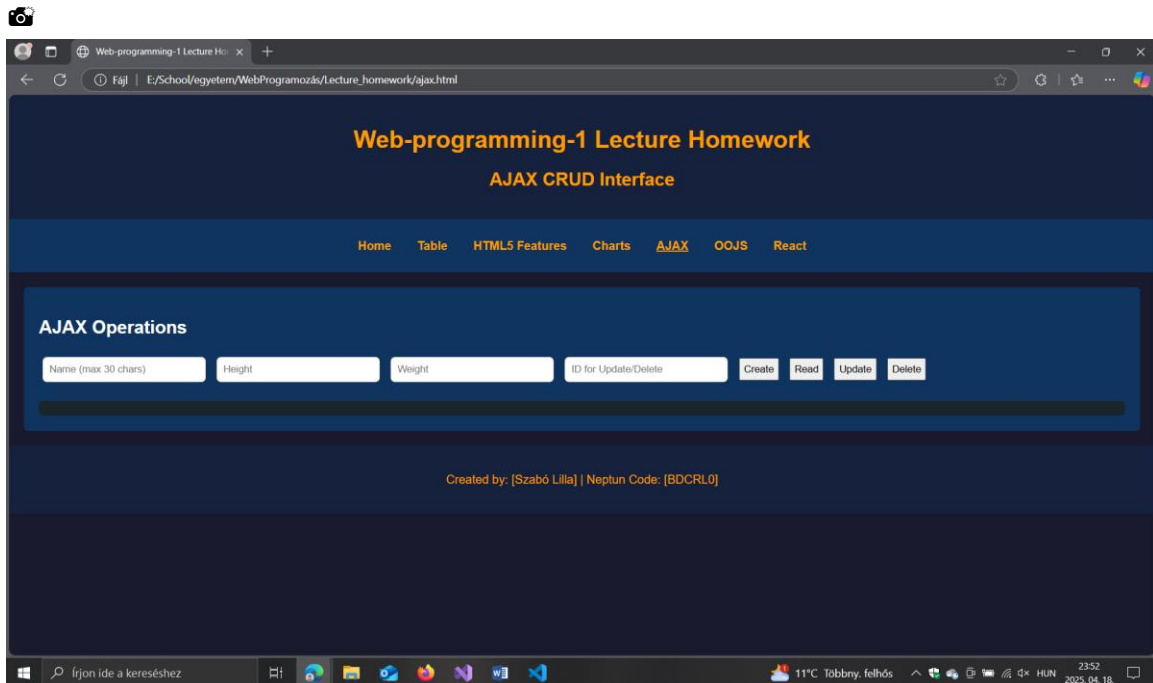 Web-programming-1 Lecture Ho
Fájl | E:/School/egyetem/WebProgramozás/Lecture_homework/ajax.html
Web-programming-1 Lecture Homework
AJAX CRUD Interface
Home Table HTML5 Features Charts AJAX OOJS React
AJAX Operations
Name (max 30 chars) Height Weight ID for Update/Delete Create Read Update Delete
Created by: [Szabó Lilla] | Neptun Code: [BDCRL0]
Írjon ide a kereséshez 11°C Többny. felhős HUN 23:52
2025. 04. 18.